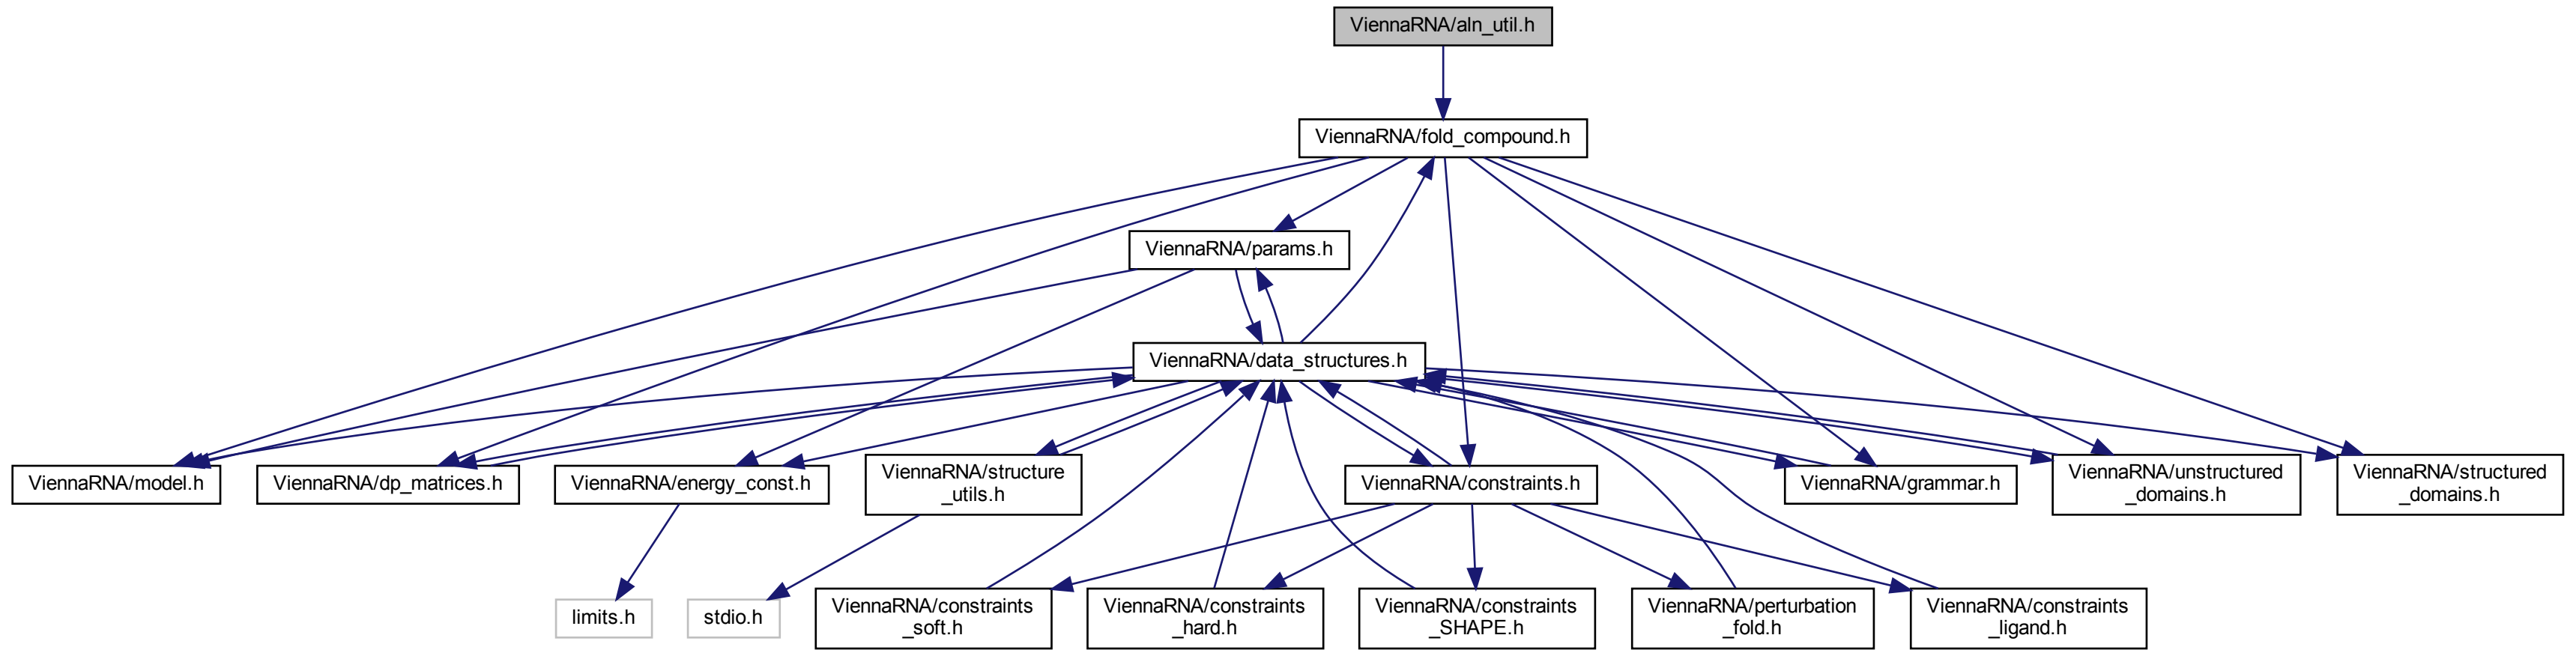 ViennaRNA/aln_util.h
ViennaRNA/fold_compound.h
ViennaRNA/params.h
ViennaRNA/data_structures.h
ViennaRNA/model.h
ViennaRNA/dp_matrices.h
ViennaRNA/energy_const.h
ViennaRNA/structure
_utils.h
ViennaRNA/constraints.h
ViennaRNA/grammar.h
ViennaRNA/unstructured
_domains.h
ViennaRNA/structured
_domains.h
limits.h
stdio.h
ViennaRNA/constraints
_soft.h
ViennaRNA/constraints
_hard.h
ViennaRNA/constraints
_SHAPE.h
ViennaRNA/perturbation
_fold.h
ViennaRNA/constraints
_ligand.h